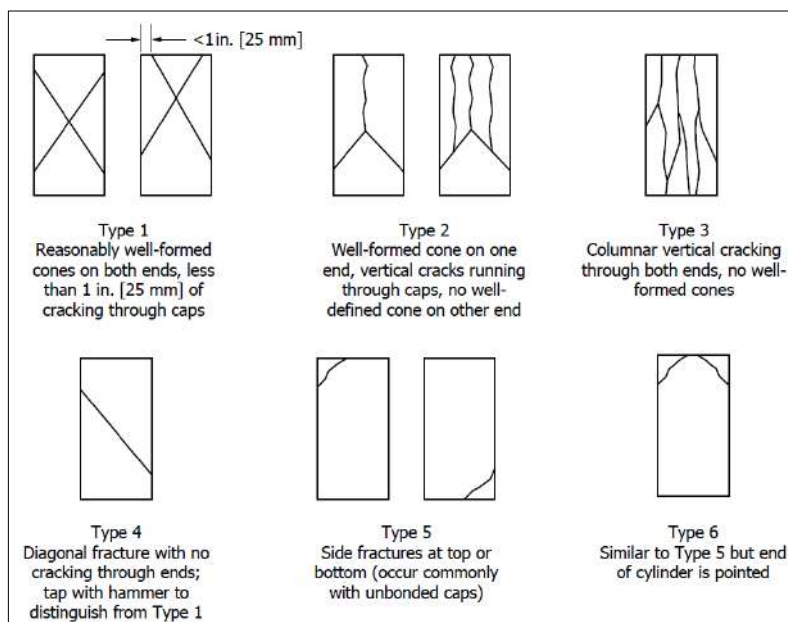 <1in. [25 mm]
Type 1
Reasonably well-formed
cones on both ends, less
than 1 in. [25 mm] of
cracking through caps
Type 2
Well-formed cone on one
end, vertical cracks running
through caps, no well-
defined cone on other end
Type 3
Columnar vertical cracking
through both ends, no well-
formed cones
Type 4
Diagonal fracture with no
cracking through ends;
tap with hammer to
distinguish from Type 1
Type 5
Side fractures at top or
bottom (occur commonly
with unbonded caps)
Type 6
Similar to Type 5 but end
of cylinder is pointed